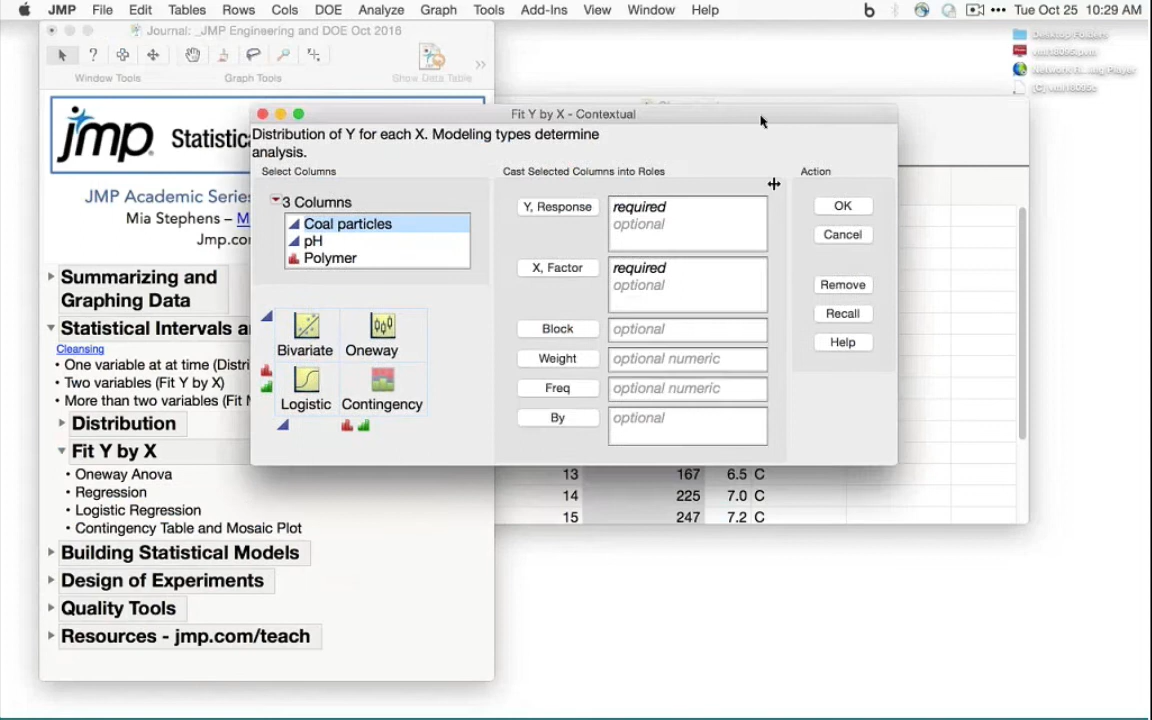 JMP File Edit Tables Rows Cols DOE Analyze Graph Tools Add-Ins View Window Help b Tue Oct 25 10:29 AM
Journal: _JMP Engineering and DOE Oct 2016
Desktop Folders
Window Tools
Graph Tools
Show Data Table
Fit Y by X - Contextual
jmp Statistic
JMP Academic Series
Mia Stephens – M
Jmp.co
Summarizing and
Graphing Data
Statistical Intervals a
Cleansing
• One variable at at time (Distri
• Two variables (Fit Y by X)
• More than two variables (Fit M
Distribution
Fit Y by X
• Oneway Anova
• Regression
• Logistic Regression
• Contingency Table and Mosaic Plot
Building Statistical Models
Design of Experiments
Quality Tools
Resources - jmp.com/teach
Distribution of Y for each X. Modeling types determine
analysis.
Select Columns
3 Columns
Coal particles
pH
Polymer
Bivariate Oneway
Logistic Contingency
Cast Selected Columns into Roles
Y, Response required
optional
X, Factor required
optional
Block optional
Weight optional numeric
Freq optional numeric
By optional
Action
OK
Cancel
Remove
Recall
Help
13 167 6.5 C
14 225 7.0 C
15 247 7.2 C